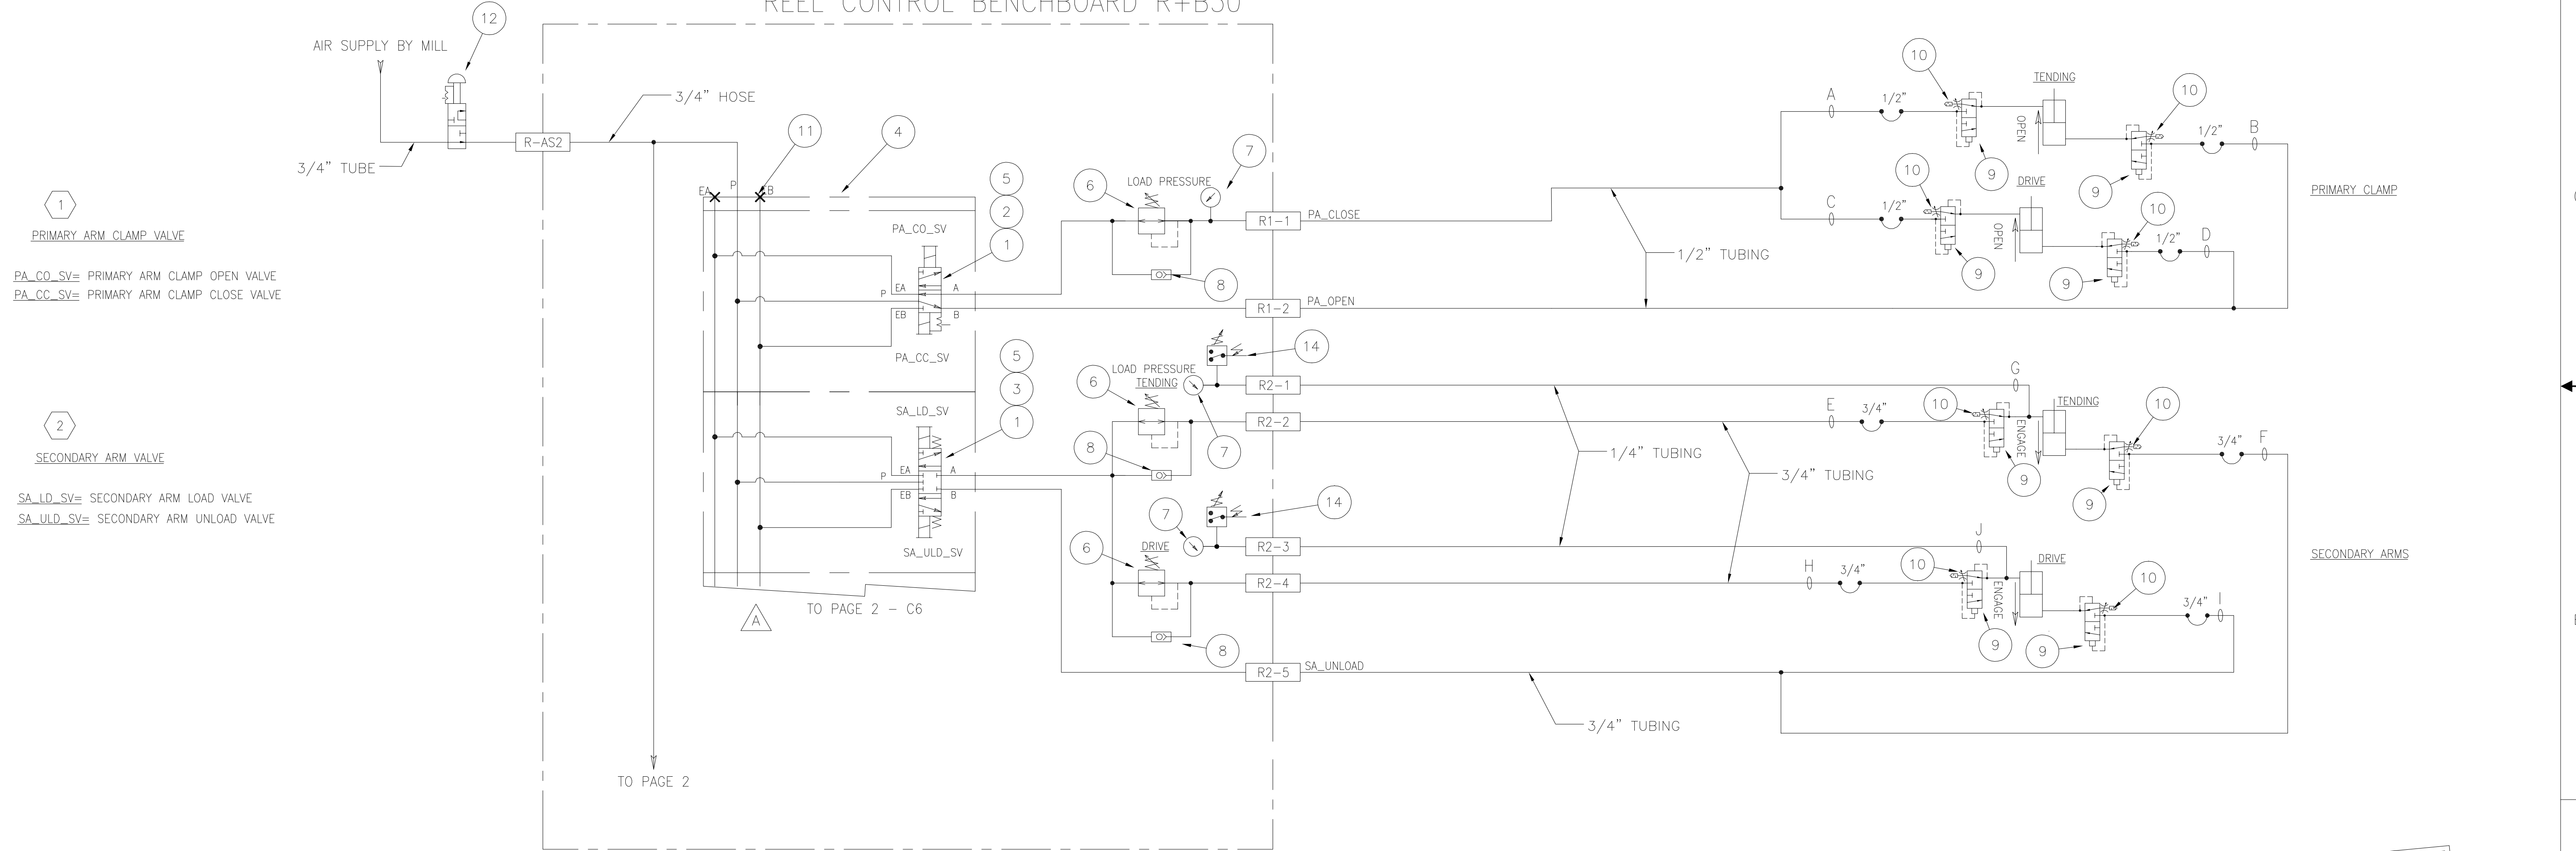 REEL CONTROL BENCHBOARD R+B50
12
AIR SUPPLY BY MILL
3/4" HOSE
R-AS2
3/4" TUBE
11
4
EA
P
EB
1
PRIMARY ARM CLAMP VALVE
PA_CO_SV= PRIMARY ARM CLAMP OPEN VALVE
PA_CC_SV= PRIMARY ARM CLAMP CLOSE VALVE
2
SECONDARY ARM VALVE
SA_LD_SV= SECONDARY ARM LOAD VALVE
SA_ULD_SV= SECONDARY ARM UNLOAD VALVE
5
2
1
PA_CO_SV
EA
A
P
EB
B
PA_CC_SV
5
3
1
SA_LD_SV
EA
A
P
EB
B
SA_ULD_SV
A
TO PAGE 2 - C6
TO PAGE 2
6
LOAD PRESSURE
7
8
R1-1
PA_CLOSE
R1-2
PA_OPEN
14
LOAD PRESSURE
TENDING
6
7
8
R2-1
R2-2
14
7
DRIVE
6
8
R2-3
R2-4
R2-5
SA_UNLOAD
1/2" TUBING
1/4" TUBING
3/4" TUBING
3/4" TUBING
10
TENDING
10
A
1/2"
OPEN
1/2"
B
9
9
10
DRIVE
10
C
1/2"
OPEN
1/2"
D
9
9
PRIMARY CLAMP
G
10
TENDING
10
E
3/4"
ENGAGE
3/4"
F
9
9
J
10
DRIVE
10
H
3/4"
ENGAGE
3/4"
I
9
9
SECONDARY ARMS